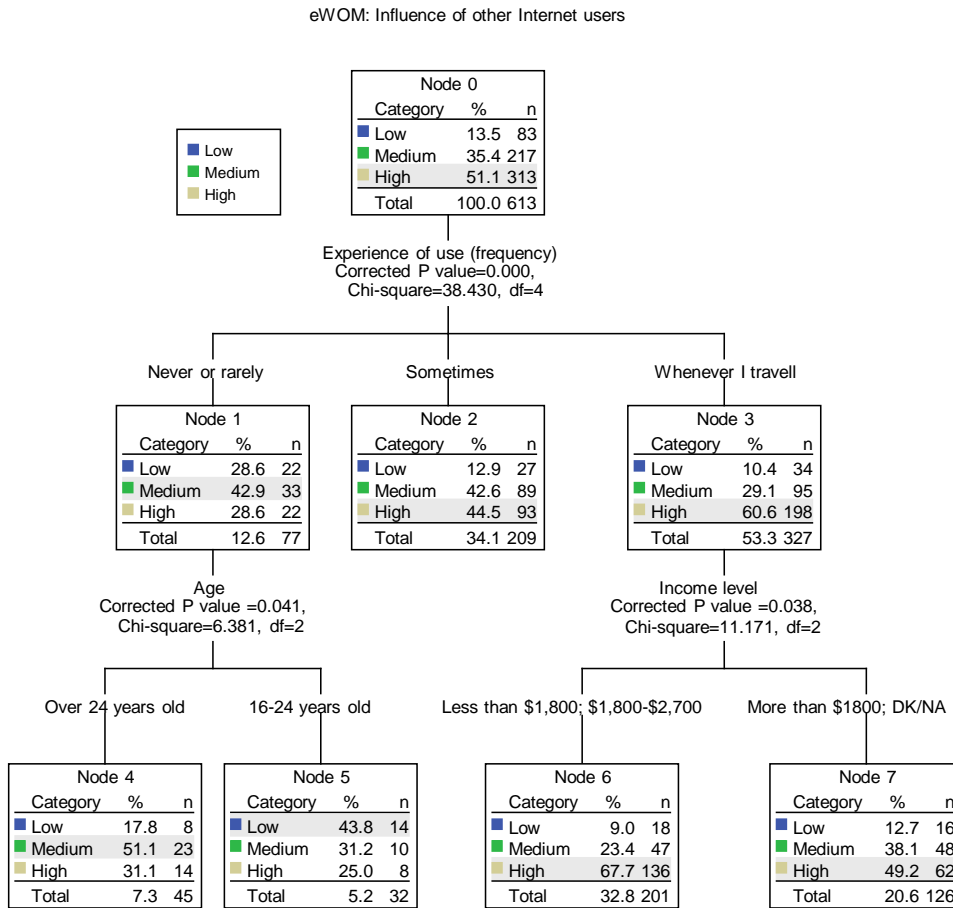 eWOM: Influence of other Internet users
Node 0
Category % n
Low 13.5 83
Medium 35.4 217
High 51.1 313
Total 100.0 613
Low
Medium
High
Experience of use (frequency)
Corrected P value=0.000,
Chi-square=38.430, df=4
Never or rarely
Sometimes
Whenever I travell
Node 1
Category % n
Low 28.6 22
Medium 42.9 33
High 28.6 22
Total 12.6 77
Node 2
Category % n
Low 12.9 27
Medium 42.6 89
High 44.5 93
Total 34.1 209
Node 3
Category % n
Low 10.4 34
Medium 29.1 95
High 60.6 198
Total 53.3 327
Age
Corrected P value =0.041,
Chi-square=6.381, df=2
Income level
Corrected P value =0.038,
Chi-square=11.171, df=2
Over 24 years old
16-24 years old
Less than $1,800; $1,800-$2,700
More than $1800; DK/NA
Node 4
Category % n
Low 17.8 8
Medium 51.1 23
High 31.1 14
Total 7.3 45
Node 5
Category % n
Low 43.8 14
Medium 31.2 10
High 25.0 8
Total 5.2 32
Node 6
Category % n
Low 9.0 18
Medium 23.4 47
High 67.7 136
Total 32.8 201
Node 7
Category % n
Low 12.7 16
Medium 38.1 48
High 49.2 62
Total 20.6 126